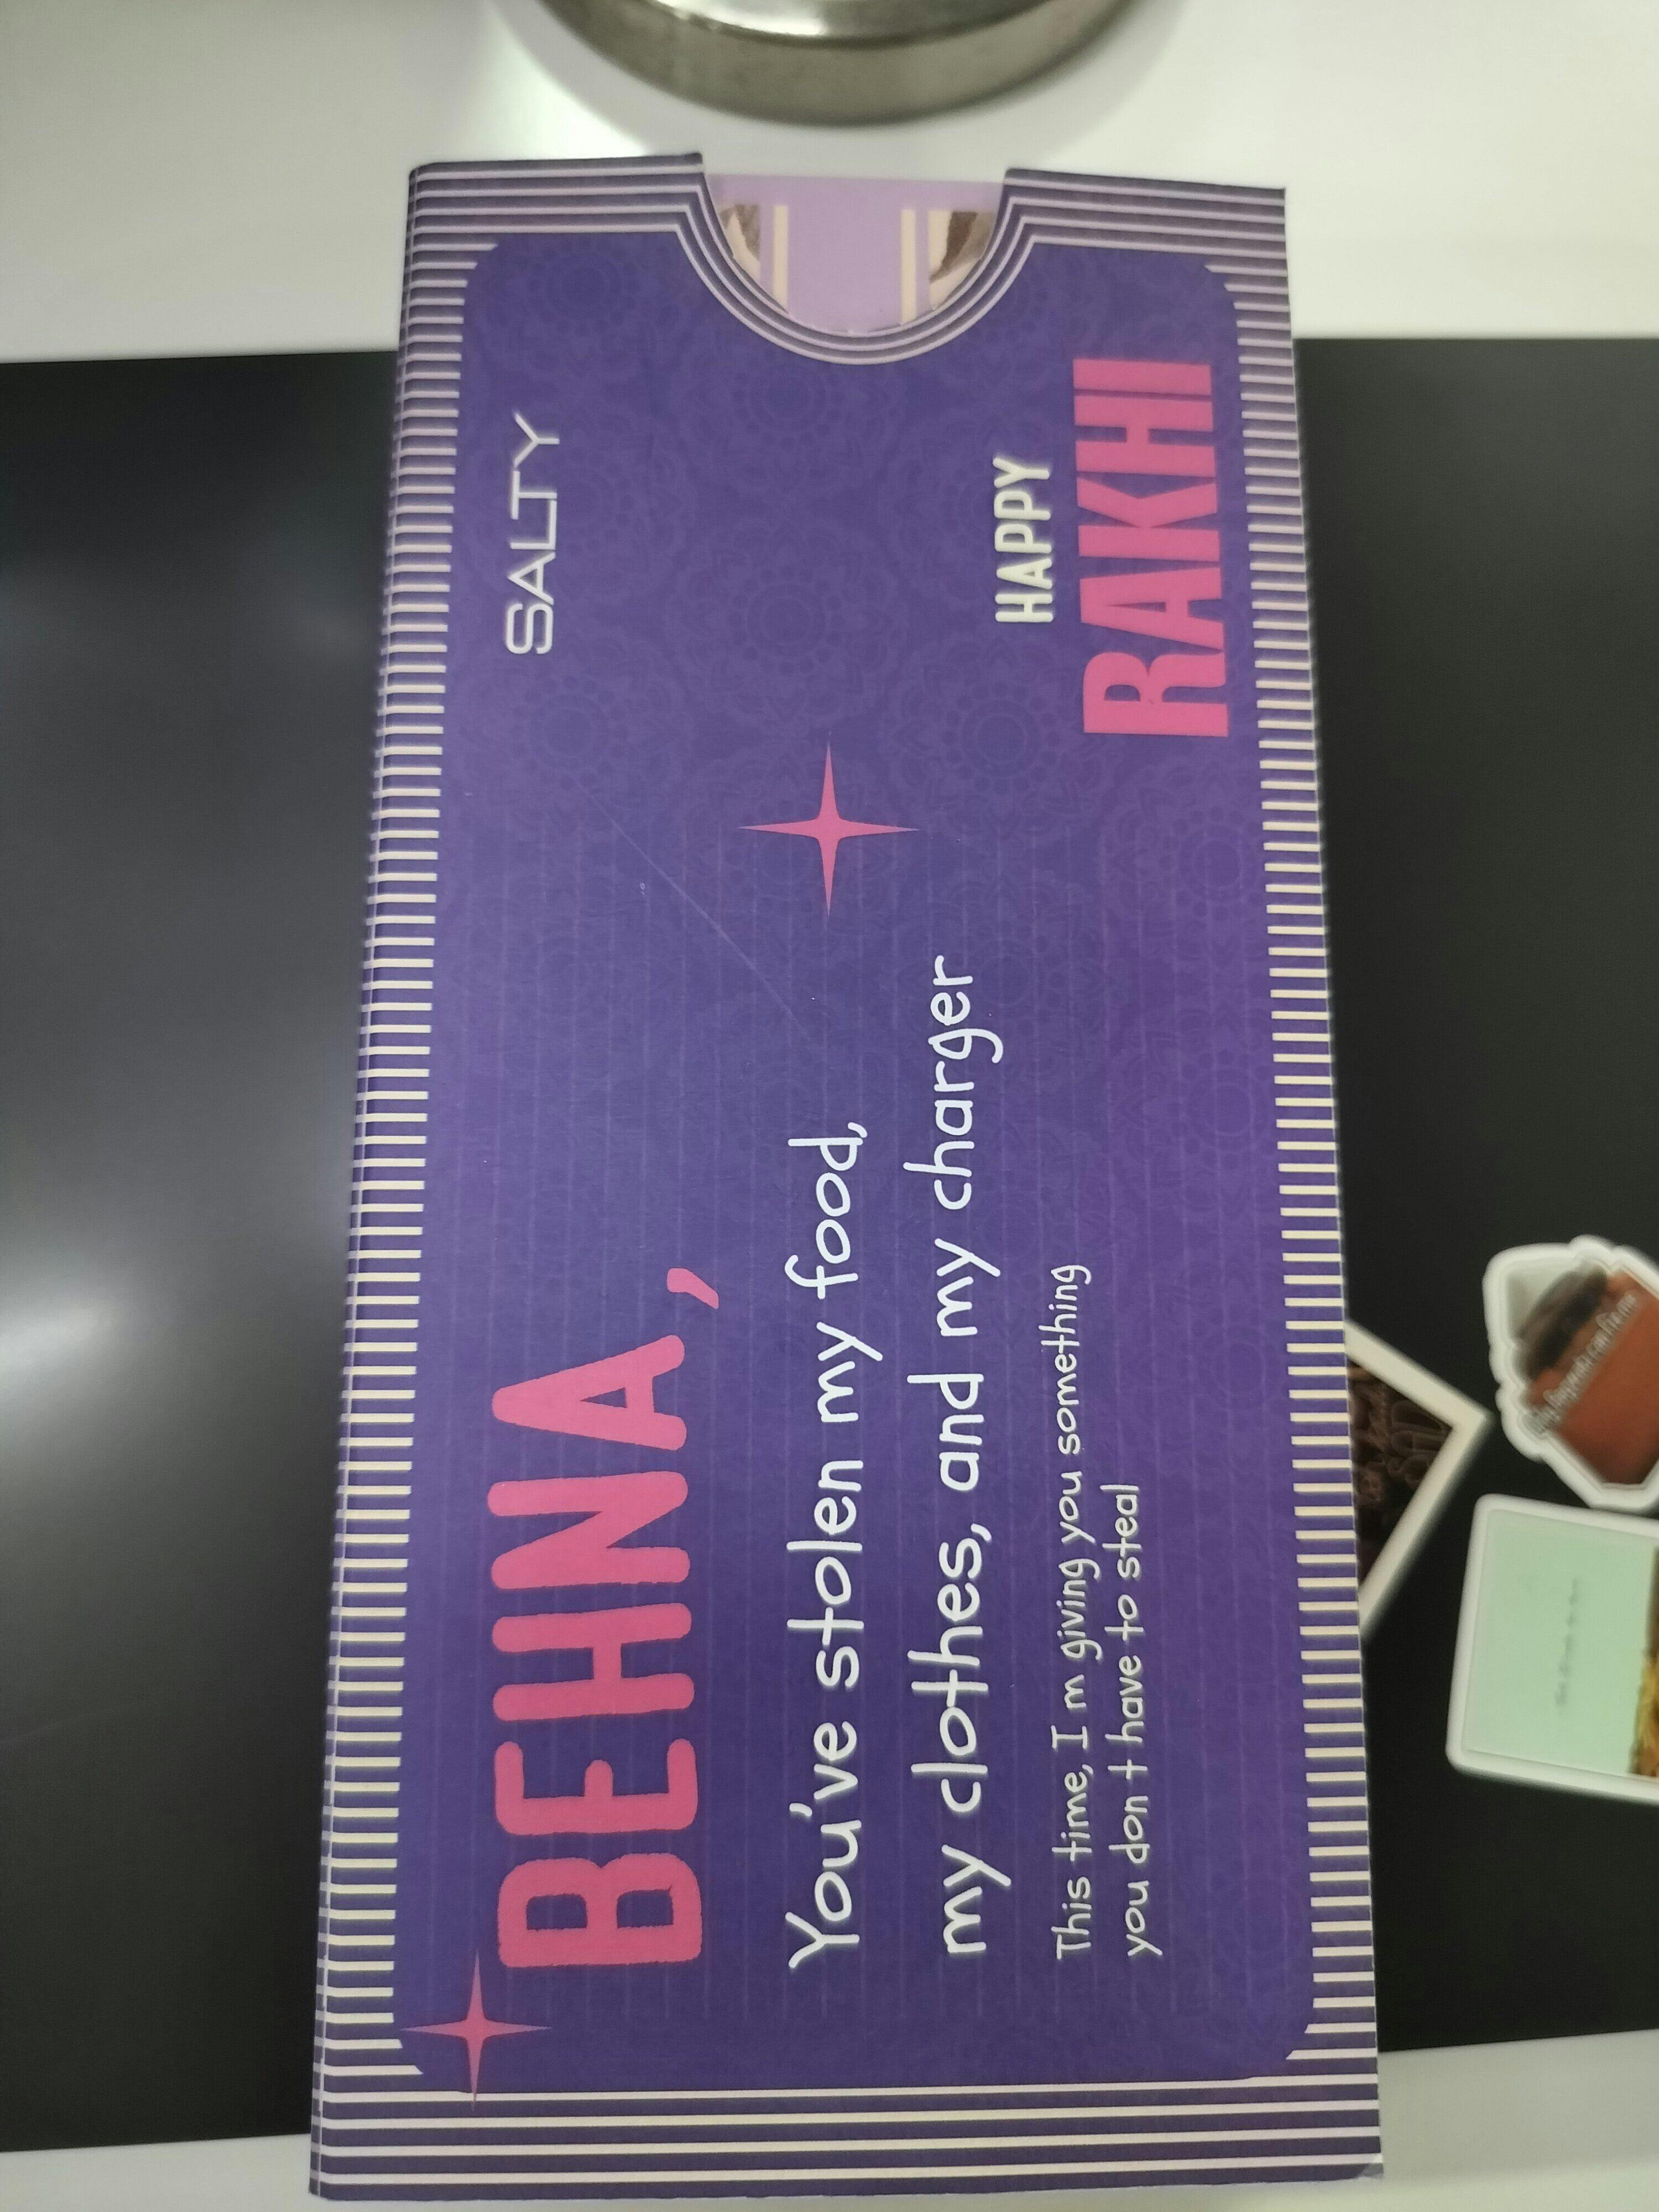 SALTY
BEHNA,
You've stolen my food,
my clothes, and my charger
This time, I m giving you something
you don t have to steal
HAPPY
RAKHI